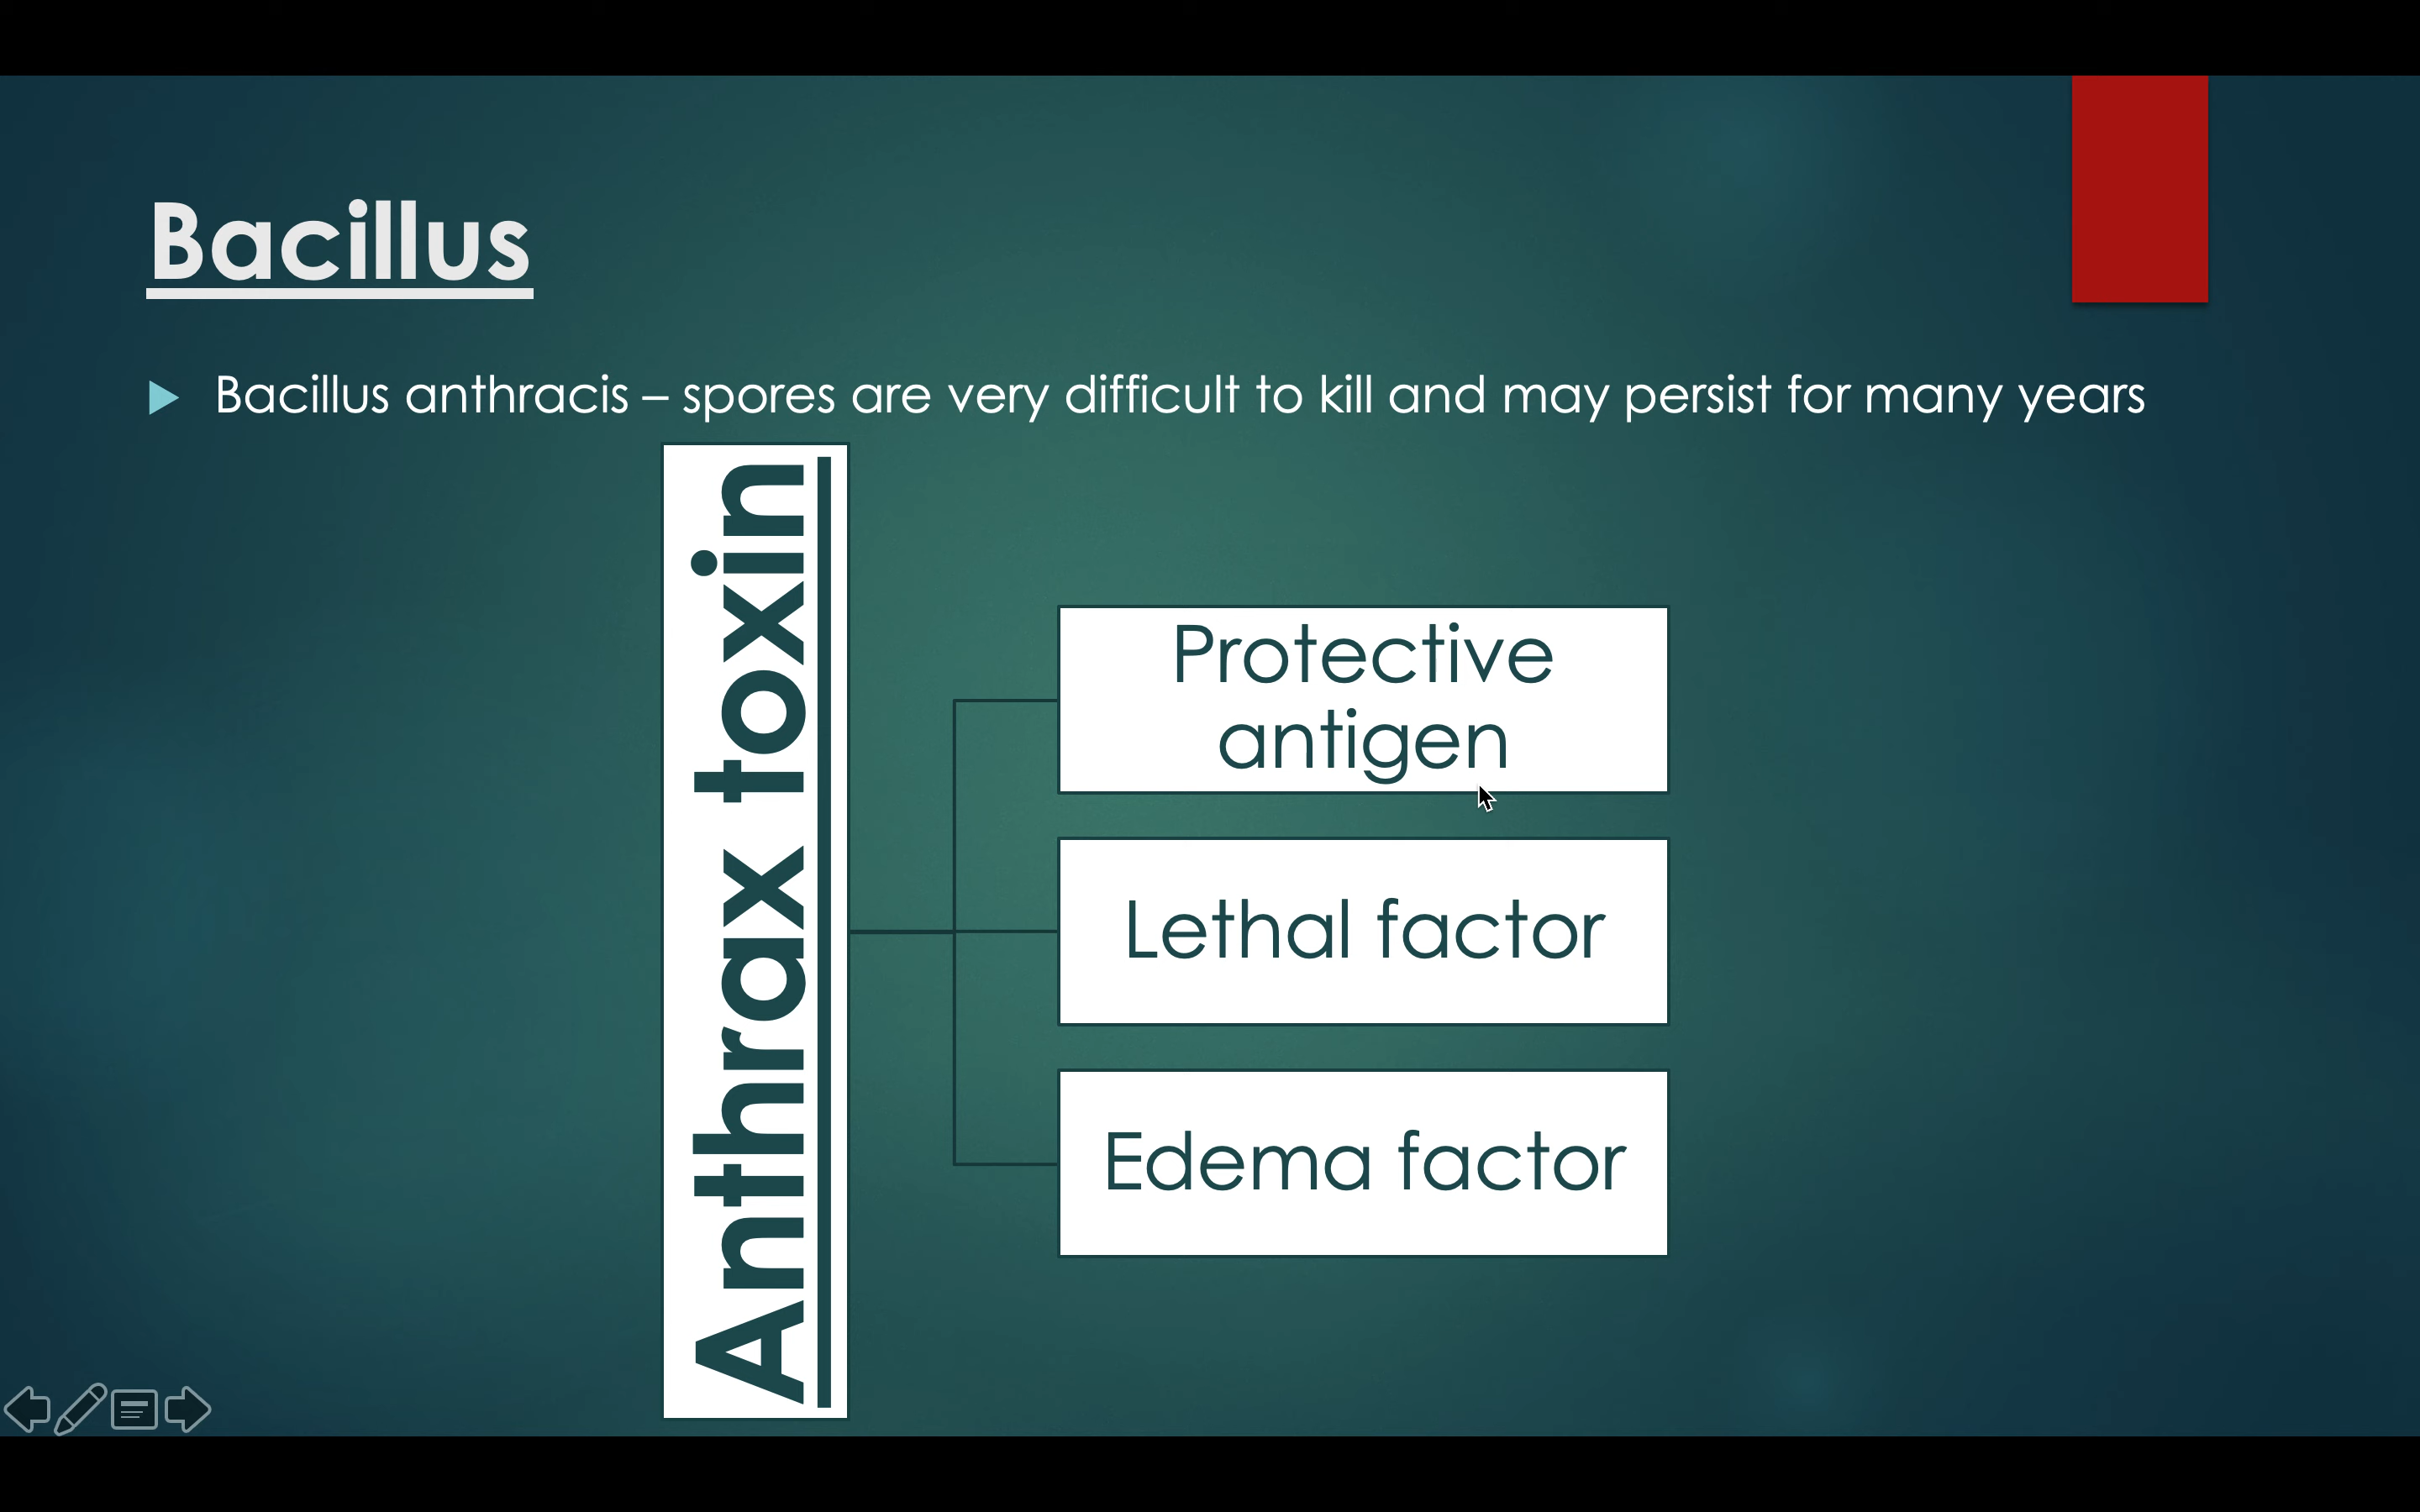 Bacillus
Bacillus anthracis – spores are very difficult to kill and may persist for many years
Anthrax toxin
Protective
antigen
Lethal factor
Edema factor